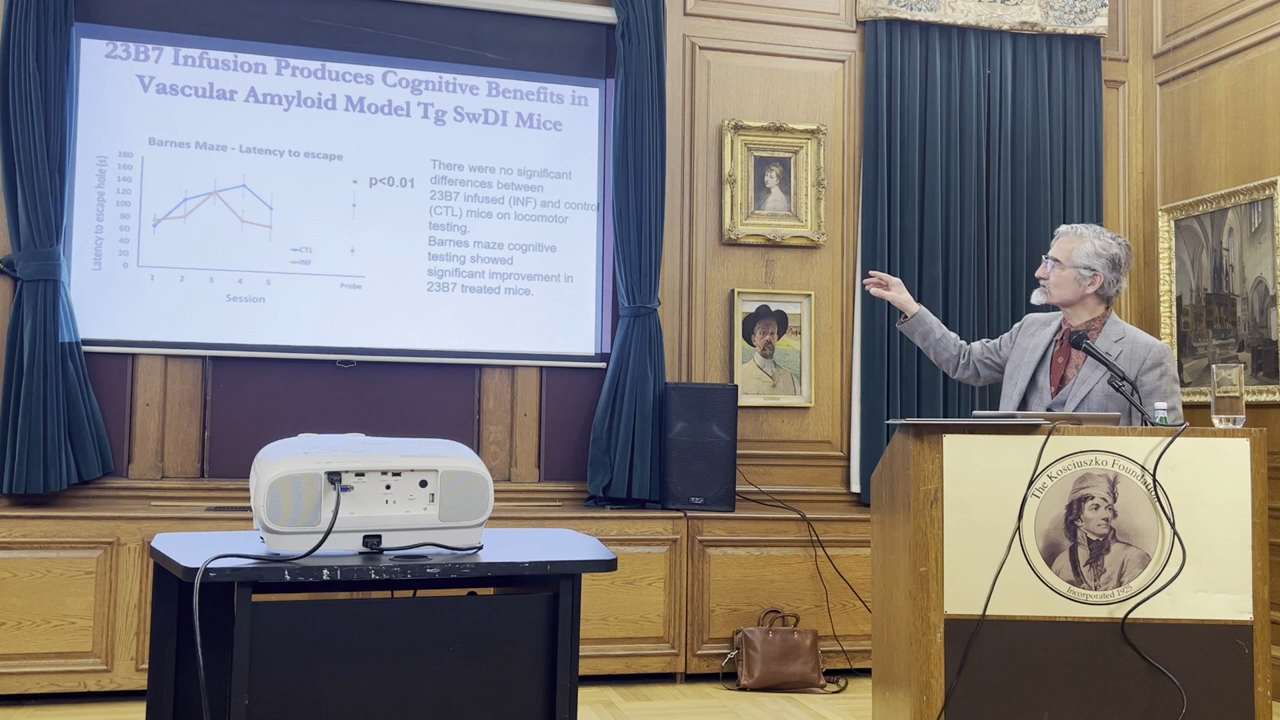 23B7 Infusion Produces Cognitive Benefits in
Vascular Amyloid Model Tg SwDI Mice
Barnes Maze - Latency to escape
Latency to escape hole (s)
180
160
140
120
100
80
60
40
20
0
1 2 3 4 5 Probe
Session
CTL
INF
p<0.01
There were no significant
differences between
23B7 infused (INF) and control
(CTL) mice on locomotor
testing.
Barnes maze cognitive
testing showed
significant improvement in
23B7 treated mice.
The Kosciuszko Foundation
Incorporated 1925